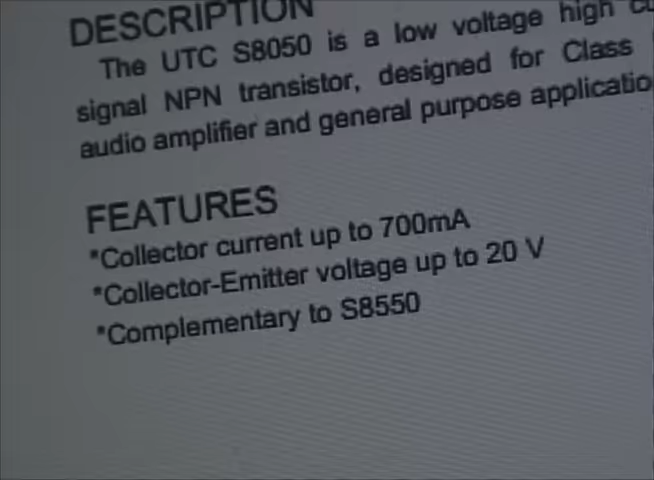 DESCRIPTION
The UTC S8050 is a low voltage high
signal NPN transistor, designed for Class
audio amplifier and general purpose
FEATURES
*Collector current up to 700mA
*Collector-Emitter voltage up to 20 V
*Complementary to S8550